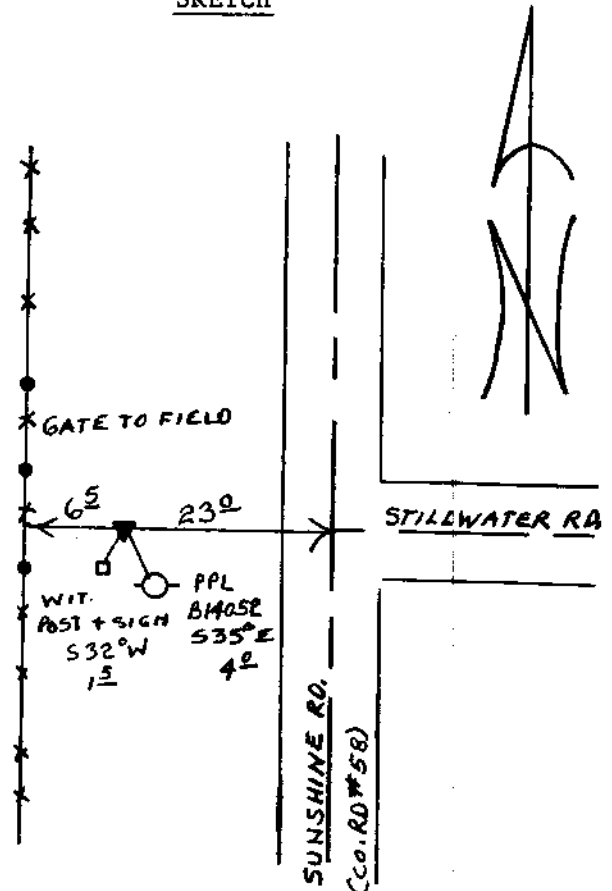 SKETCH
GATE TO FIELD
6 5
23 0
STILLWATER RD
WIT.
POST + SIGN
S32°W
1 5
PPL
S35°E
4 0
SUNSHINE RD.
(CO. RD #58)